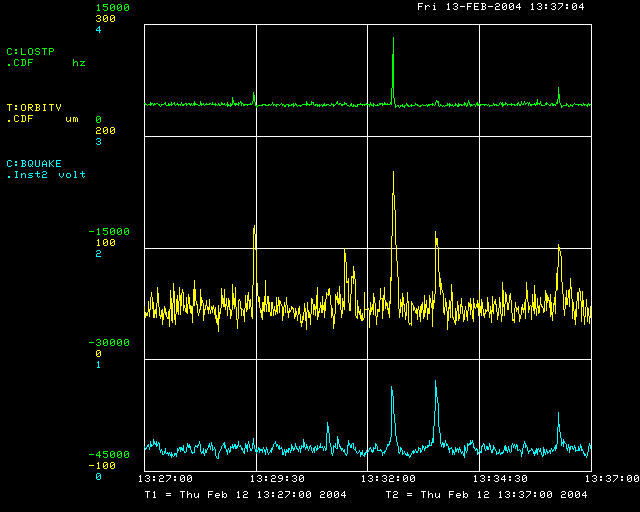 15000
Fri 13-FEB-2004 13:37:04
300
4
C:LOSTP
.CDF hz
T:ORBITV
.CDF um
0
200
3
C:BQUAKE
.Inst2 volt
-15000
100
2
-30000
0
1
-45000
-100
0
13:27:00 13:29:30 13:32:00 13:34:30 13:37:00
T1 = Thu Feb 12 13:27:00 2004 T2 = Thu Feb 12 13:37:00 2004